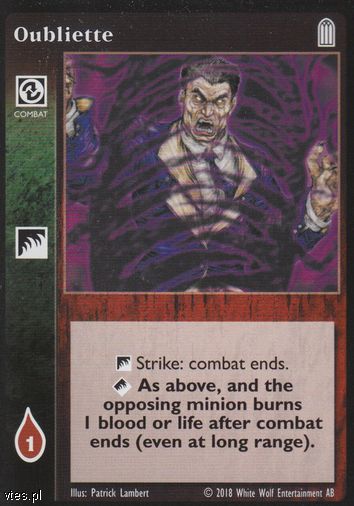 Oubliette
COMBAT
Strike: combat ends.
As above, and the
opposing minion burns
1 blood or life after combat
ends (even at long range).
1
Illus: Patrick Lambert
© 2018 White Wolf Entertainment AB
vtes.pl